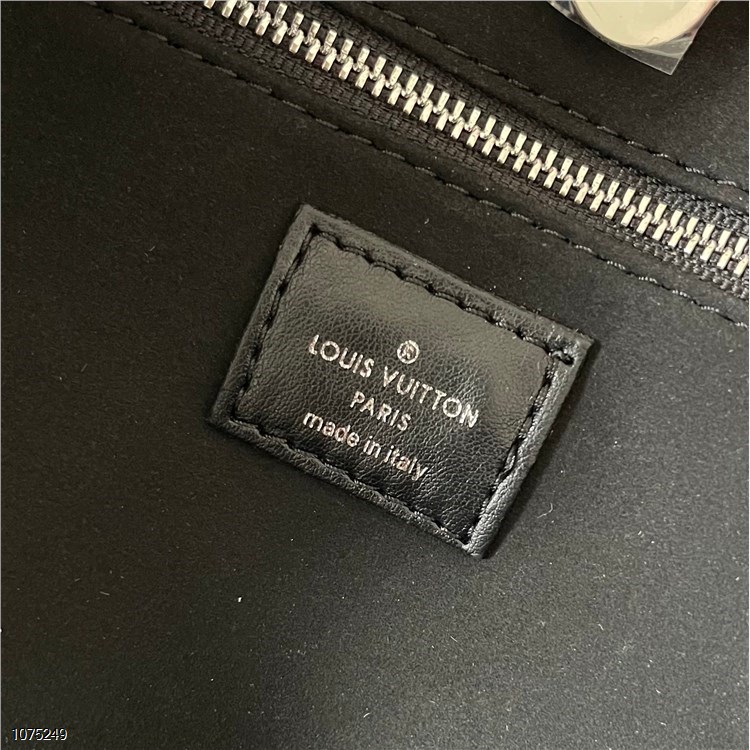 ®
LOUIS VUITTON
PARIS
made in italy
1075249